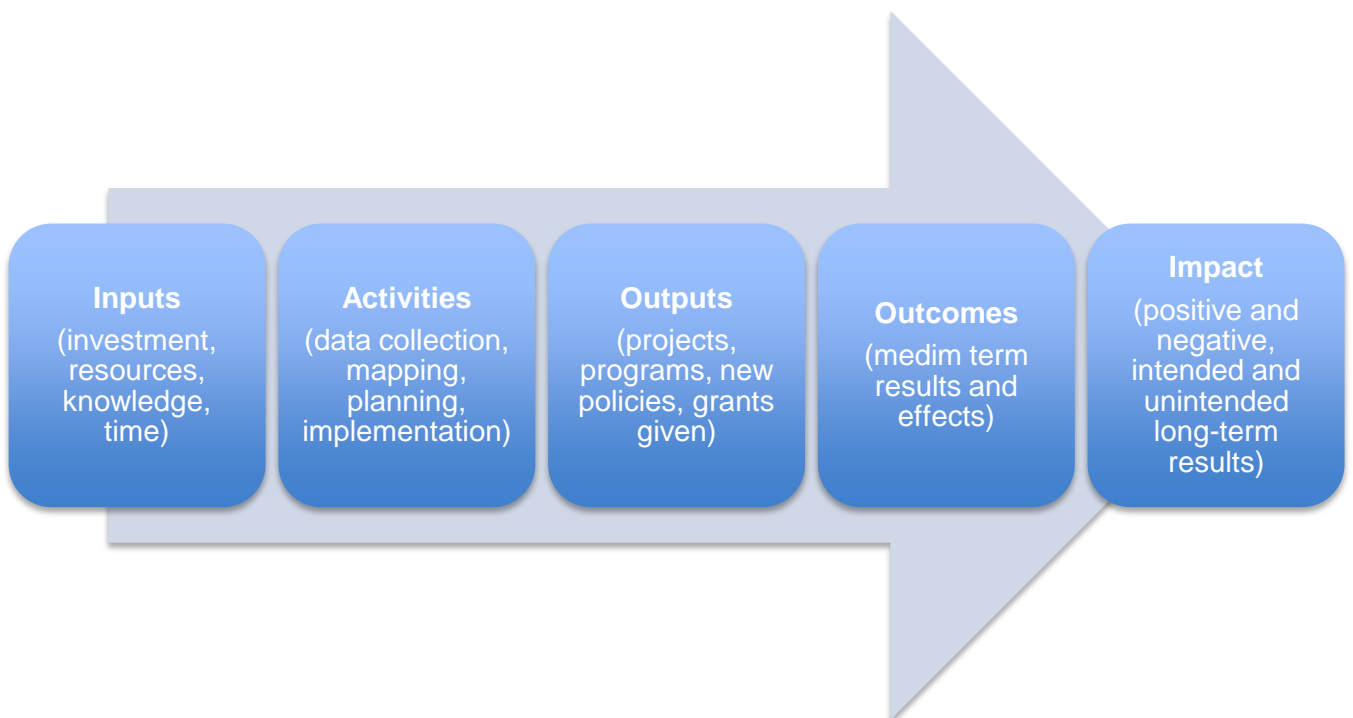 Inputs
(investment,
resources,
knowledge,
time)
Activities
(data collection,
mapping,
planning,
implementation)
Outputs
(projects,
programs, new
policies, grants
given)
Outcomes
(medim term
results and
effects)
Impact
(positive and
negative,
intended and
unintended
long-term
results)